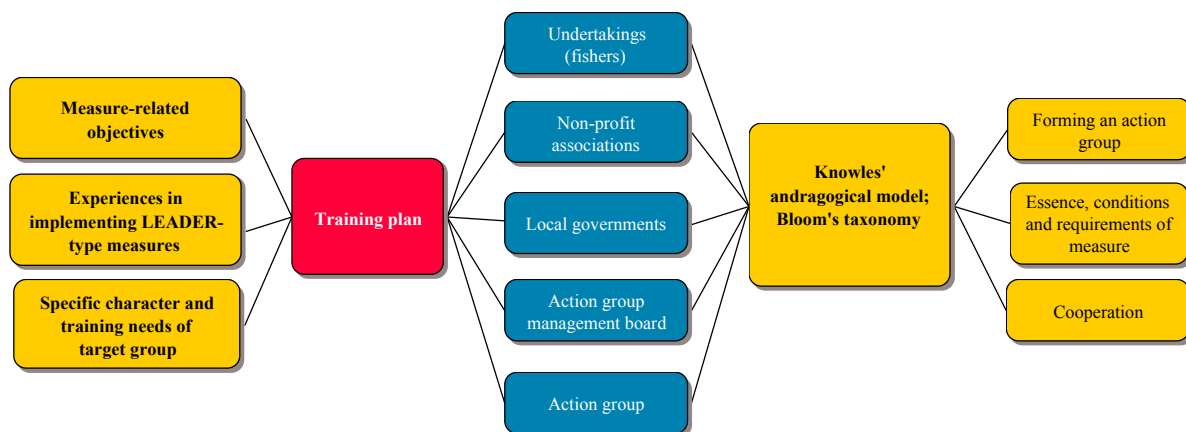 Measure-related
objectives
Experiences in
implementing LEADER-
type measures
Specific character and
training needs of
target group
Training plan
Undertakings
(fishers)
Non-profit
associations
Local governments
Action group
management board
Action group
Knowles'
andragogical model;
Bloom's taxonomy
Forming an action
group
Essence, conditions
and requirements of
measure
Cooperation